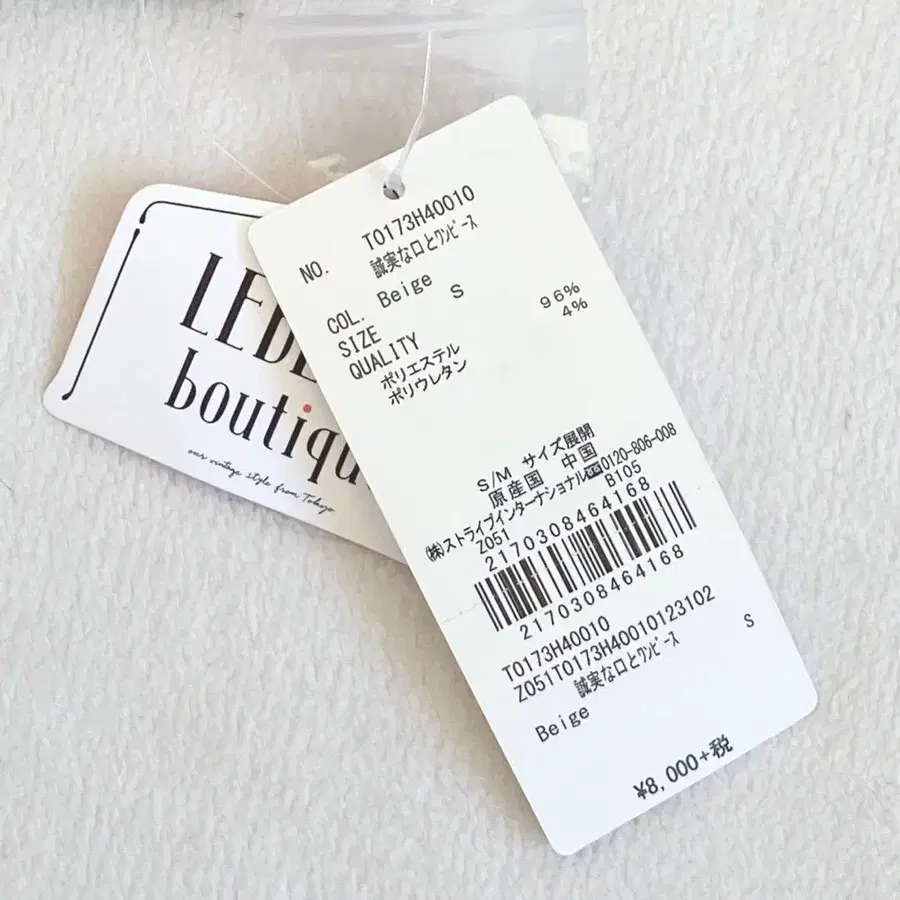 boutiqu
our vintage style from Tokyo
NO. T0173H40010
誠実な口とﾜﾝﾋﾟｰｽ
COL. Beige
SIZE S
QUALITY
ポリエステル 96%
ポリウレタン 4%
S/M サイズ展開
原産国 中国
㈱ストライプインターナショナル 0120-806-008
Z051 B105
2170308464168
2170308464168
T0173H40010
Z051T0173H40010123102
誠実な口とﾜﾝﾋﾟｰｽ S
Beige
¥8,000+税